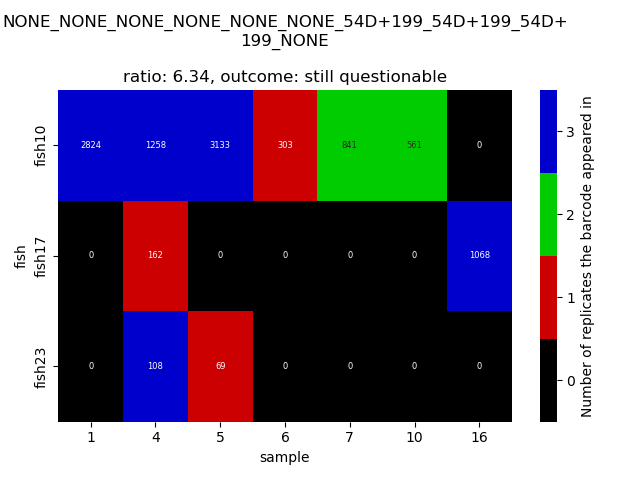 NONE_NONE_NONE_NONE_NONE_NONE_54D+199_54D+199_54D+
199_NONE
ratio: 6.34, outcome: still questionable
fish10
2824 1258 3133 303 841 561 0
fish17
0 162 0 0 0 0 1068
fish23
0 108 69 0 0 0 0
fish
1 4 5 6 7 10 16
sample
3
2
1
0
Number of replicates the barcode appeared in